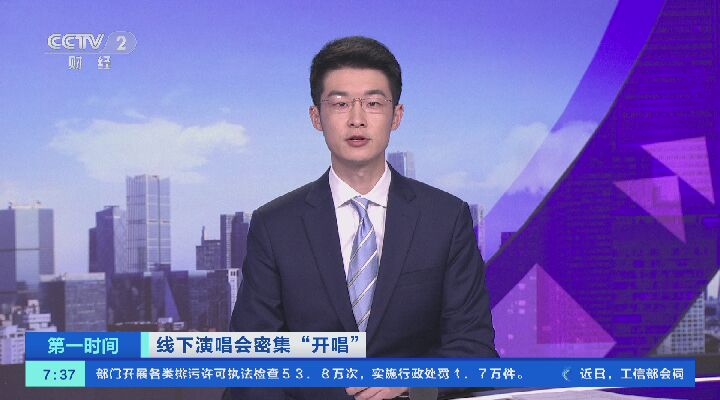 CCTV 2
财 经
第一时间
线下演唱会密集“开唱”
7:37
部门开展各类排污许可执法检查53.8万次，实施行政处罚1.7万件。
近日，工信部会同